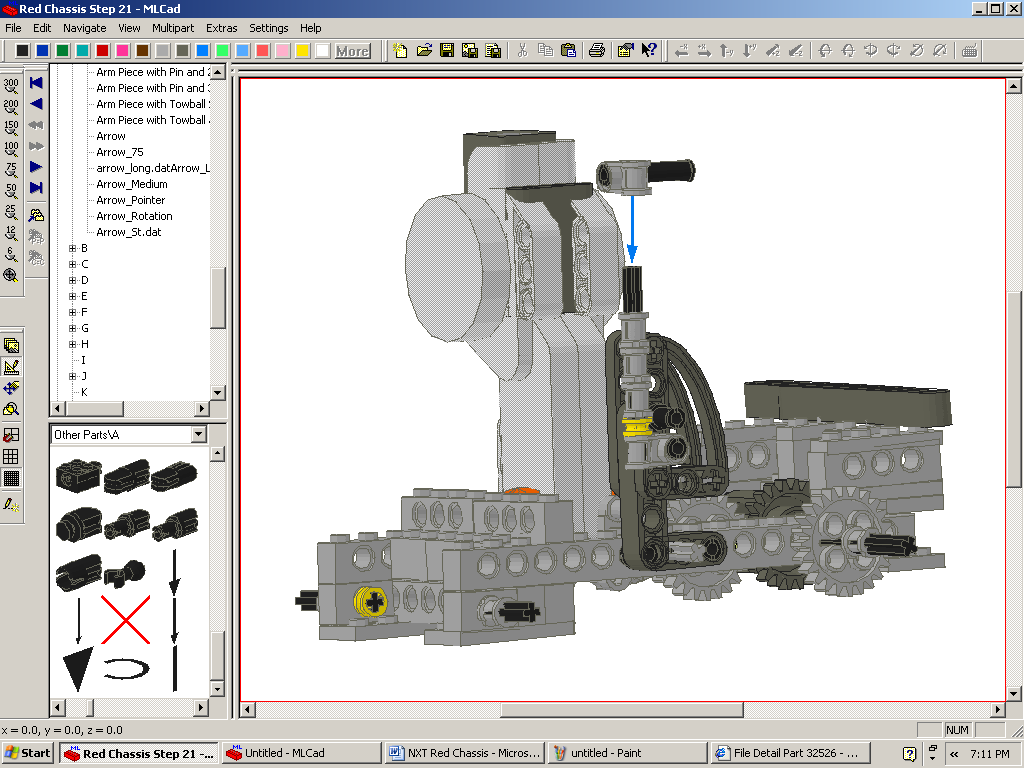 Red Chassis Step 21 - MLCad
File Edit Navigate View Multipart Extras Settings Help
More
300
200
150
100
75
50
25
12
6
Arm Piece with Pin and
Arm Piece with Pin and
Arm Piece with Towball
Arm Piece with Towball
Arrow
Arrow_75
arrow_long.datArrow_L
Arrow_Medium
Arrow_Pointer
Arrow_Rotation
Arrow_St.dat
B
C
D
E
F
G
H
I
J
K
Other Parts\A
x = 0.0, y = 0.0, z = 0.0
NUM
Start
Red Chassis Step 21 -...
Untitled - MLCad
NXT Red Chassis - Micros...
untitled - Paint
File Detail Part 32526 - ...
7:11 PM